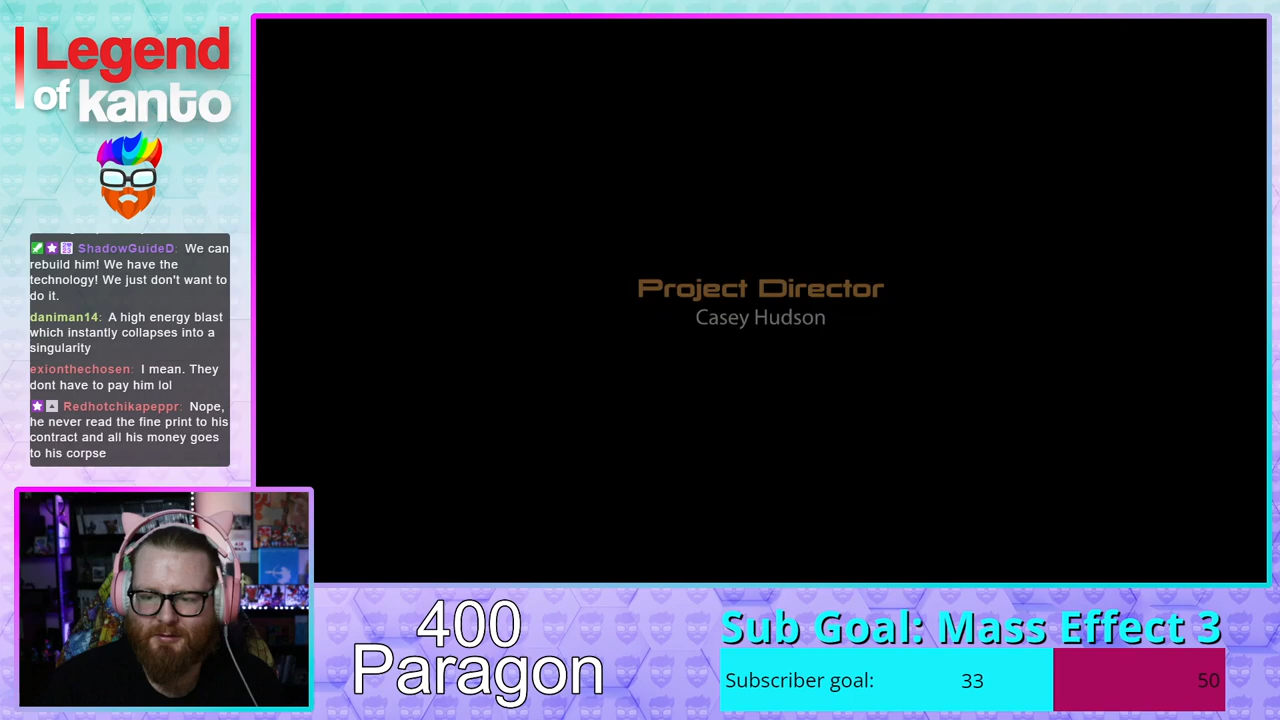 Legend
of kanto
ShadowGuideD: We can
rebuild him! We have the
technology! We just don't want to
do it.
daniman14: A high energy blast
which instantly collapses into a
singularity
exionthechosen: I mean. They
dont have to pay him lol
Redhotchikapeppr: Nope,
he never read the fine print to his
contract and all his money goes
to his corpse
Project Director
Casey Hudson
400
Paragon
Sub Goal: Mass Effect 3
Subscriber goal: 33 50